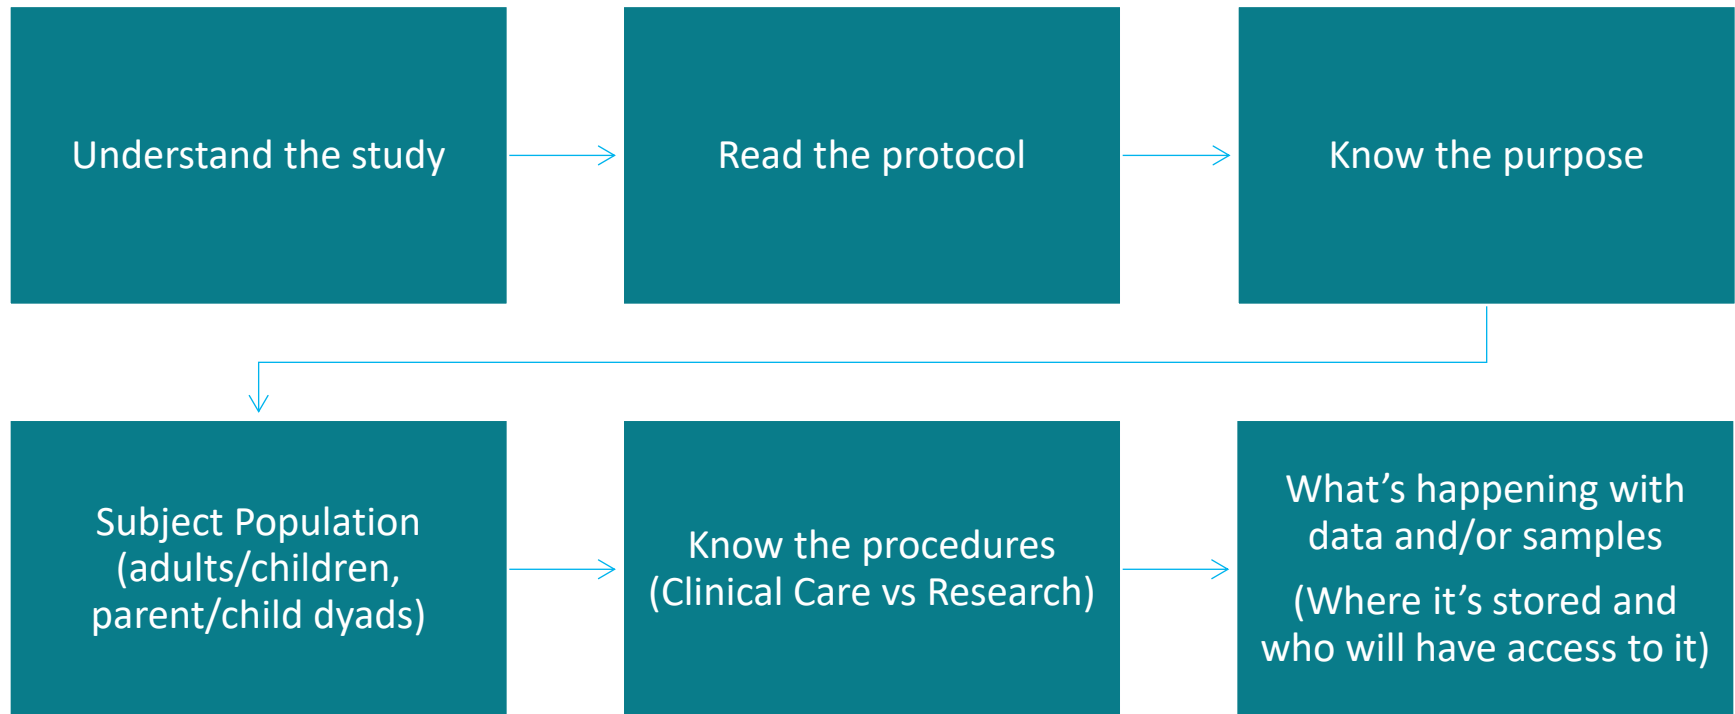 Understand the study
Read the protocol
Know the purpose
Subject Population
(adults/children,
parent/child dyads)
Know the procedures
(Clinical Care vs Research)
What’s happening with
data and/or samples
(Where it’s stored and
who will have access to it)